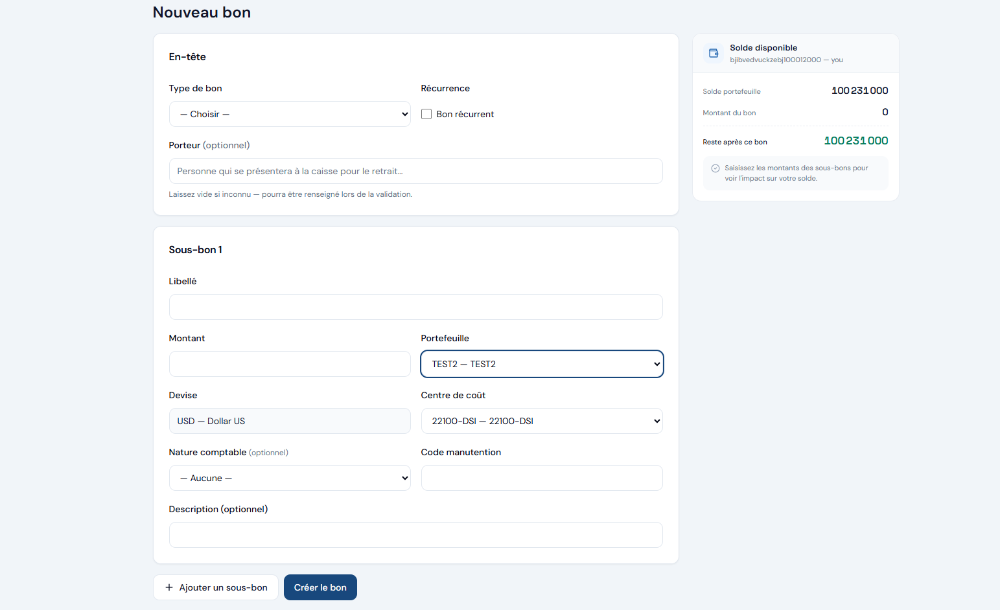 Nouveau bon
En-tête
Type de bon
— Choisir —
Récurrence
Bon récurrent
Porteur (optionnel)
Personne qui se présentera à la caisse pour le retrait…
Laissez vide si inconnu — pourra être renseigné lors de la validation.
Sous-bon 1
Libellé
Montant
Portefeuille
TEST2 — TEST2
Devise
USD — Dollar US
Centre de coût
22100-DSI — 22100-DSI
Nature comptable (optionnel)
— Aucune —
Code manutention
Description (optionnel)
+ Ajouter un sous-bon
Créer le bon
Solde disponible
bjibvedvuckzebj100012000 — you
Solde portefeuille 100 231 000
Montant du bon 0
Reste après ce bon 100 231 000
Saisissez les montants des sous-bons pour
voir l'impact sur votre solde.